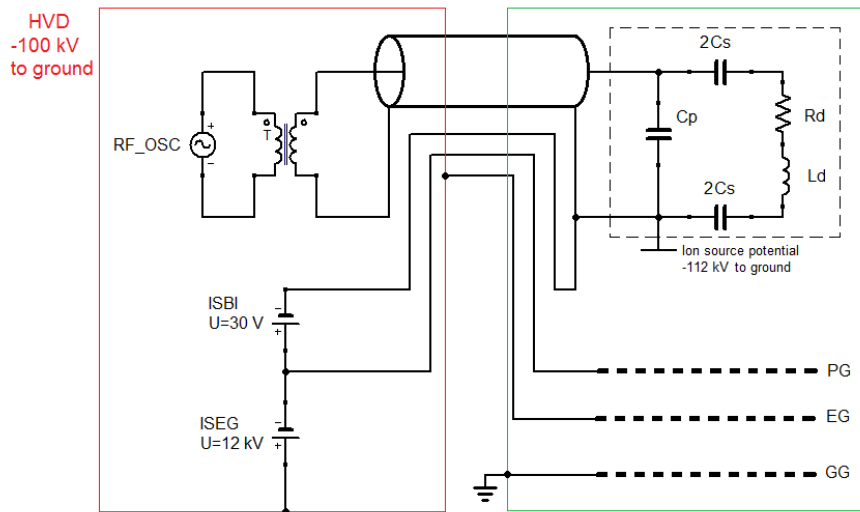 HVD
-100 kV
to ground
2Cs
T
RF_OSC
Cp
Rd
Ld
2Cs
Ion source potential
-112 kV to ground
ISBI
U=30 V
PG
ISEG
U=12 kV
EG
GG